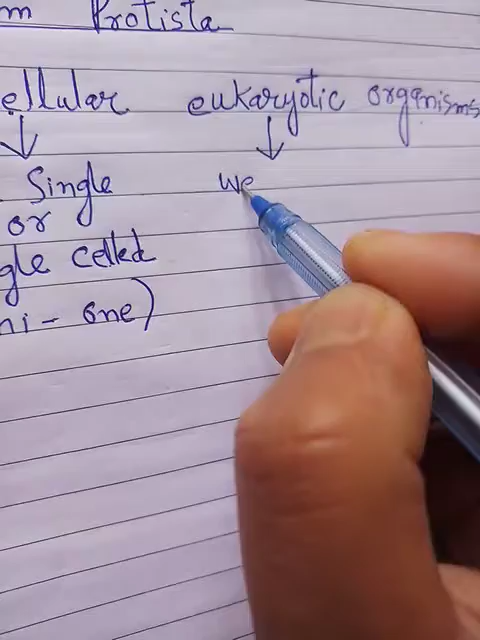 m Protista
ellular eukaryotic organisms
Single we
or
gle celled
ni - one)